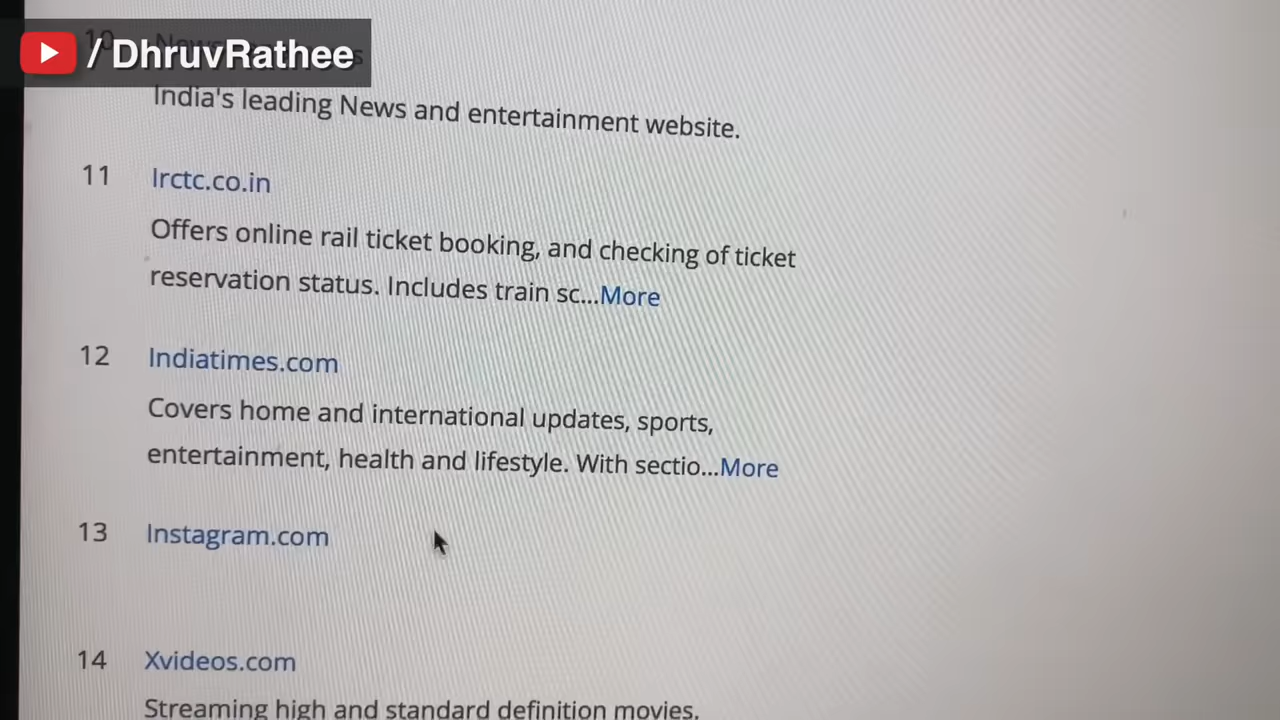 / DhruvRathee
India's leading News and entertainment website.
11 Irctc.co.in
Offers online rail ticket booking, and checking of ticket
reservation status. Includes train sc...More
12 Indiatimes.com
Covers home and international updates, sports,
entertainment, health and lifestyle. With sectio...More
13 Instagram.com
14 Xvideos.com
Streaming high and standard definition movies.